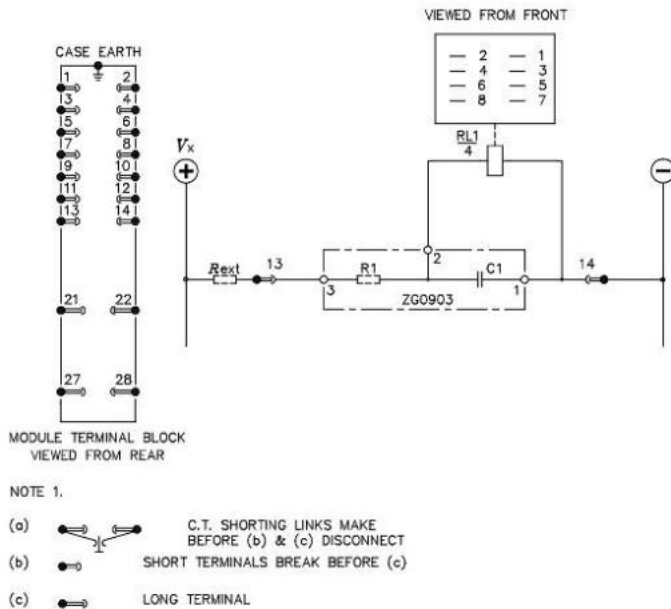 VIEWED FROM FRONT
2 1
4 3
6 5
8 7
CASE EARTH
1 2
3 4
5 6
7 8
9 10
11 12
13 14
21 22
27 28
MODULE TERMINAL BLOCK
VIEWED FROM REAR
RL1
4
Vx
+
−
Rext
13
3
R1
2
C1
1
14
ZG0903
NOTE 1.
(a) C.T. SHORTING LINKS MAKE
BEFORE (b) & (c) DISCONNECT
(b) SHORT TERMINALS BREAK BEFORE (c)
(c) LONG TERMINAL